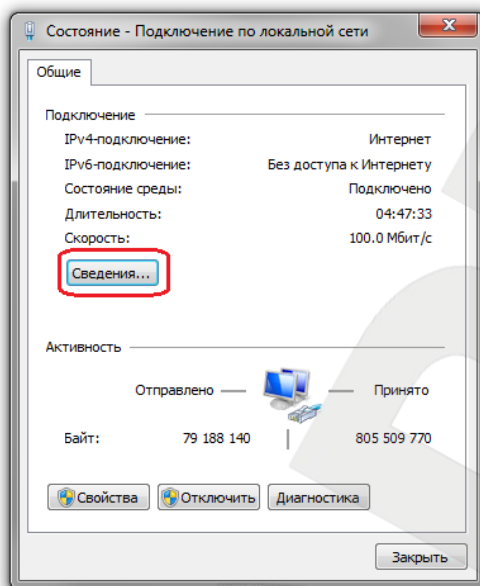 Состояние - Подключение по локальной сети
Общие
Подключение
IPv4-подключение: Интернет
IPv6-подключение: Без доступа к Интернету
Состояние среды: Подключено
Длительность: 04:47:33
Скорость: 100.0 Мбит/с
Сведения...
Активность
Отправлено — Принято
Байт: 79 188 140 805 509 770
Свойства Отключить Диагностика
Закрыть